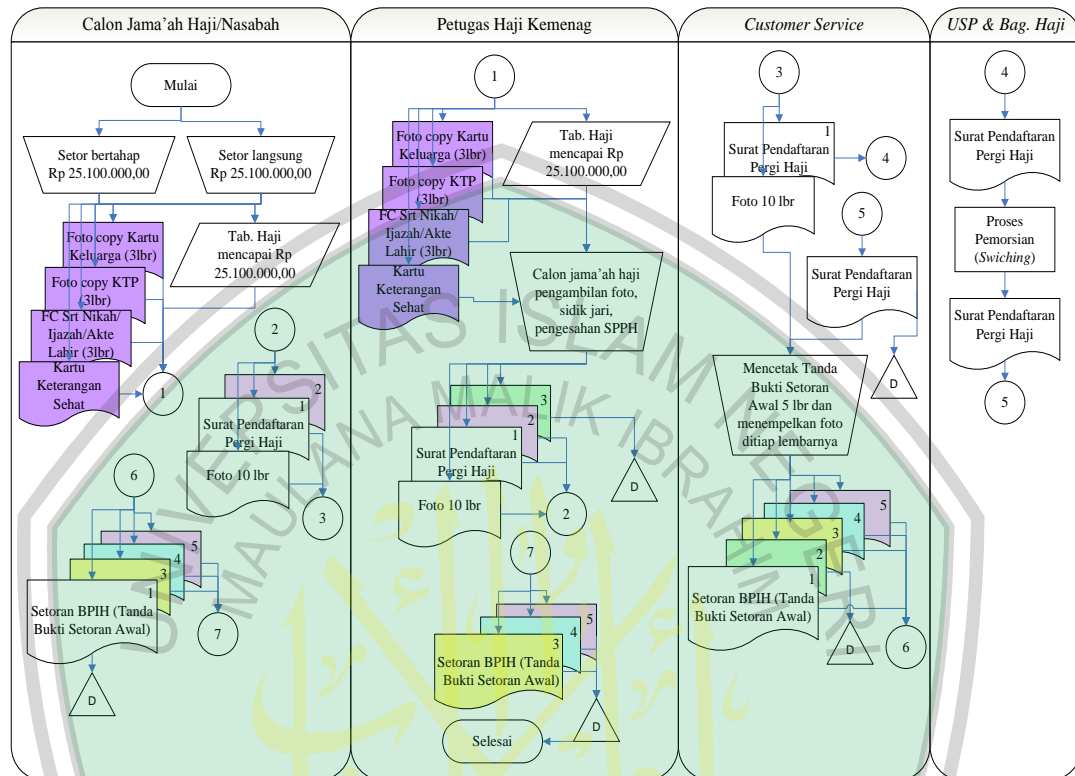 Calon Jama'ah Haji/Nasabah
Mulai
Setor bertahap
Rp 25.100.000,00
Setor langsung
Rp 25.100.000,00
Foto copy Kartu
Keluarga (3lbr)
Foto copy KTP
(3lbr)
FC Srt Nikah/
Ijazah/Akte
Lahir (3lbr)
Kartu
Keterangan
Sehat
Tab. Haji
mencapai Rp
25.100.000,00
1
2
2
1
Surat Pendaftaran
Pergi Haji
Foto 10 lbr
3
6
5
4
3
1
Setoran BPIH (Tanda
Bukti Setoran Awal)
7
D
Petugas Haji Kemenag
1
Foto copy Kartu
Keluarga (3lbr)
Foto copy KTP
(3lbr)
FC Srt Nikah/
Ijazah/Akte
Lahir (3lbr)
Kartu
Keterangan
Sehat
Tab. Haji
mencapai Rp
25.100.000,00
Calon jama'ah haji
pengambilan foto,
sidik jari,
pengesahan SPPH
3
2
1
Surat Pendaftaran
Pergi Haji
Foto 10 lbr
D
2
7
5
4
3
Setoran BPIH (Tanda
Bukti Setoran Awal)
D
Selesai
Customer Service
3
1
Surat Pendaftaran
Pergi Haji
4
Foto 10 lbr
5
Surat Pendaftaran
Pergi Haji
D
Mencetak Tanda
Bukti Setoran
Awal 5 lbr dan
menempelkan foto
ditiap lembarnya
5
4
3
2
1
Setoran BPIH (Tanda
Bukti Setoran Awal)
D
6
USP & Bag. Haji
4
Surat Pendaftaran
Pergi Haji
Proses
Pemorsian
(Swiching)
Surat Pendaftaran
Pergi Haji
5
UNIVERSITAS ISLAM NEGERI
MAULANA MALIK IBRAHIM